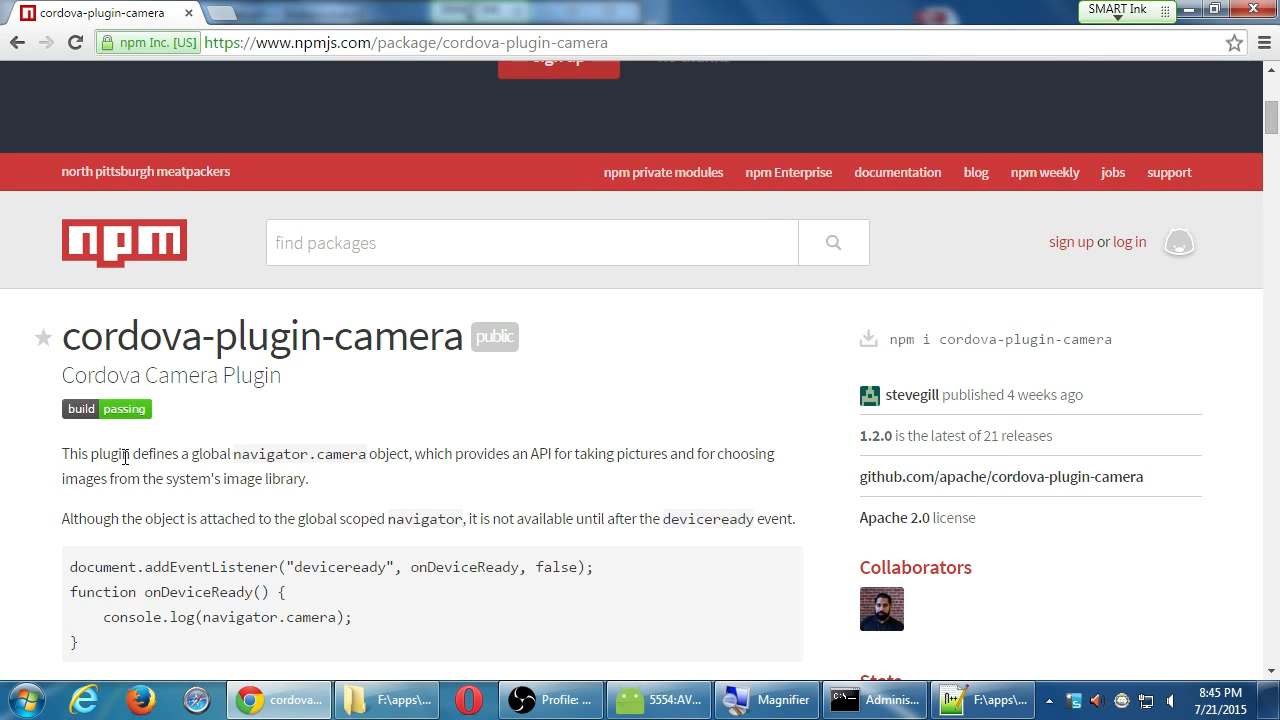 cordova-plugin-camera
SMART Ink
npm Inc. [US]
https://www.npmjs.com/package/cordova-plugin-camera
sign up
no thanks
north pittsburgh meatpackers
npm private modules
npm Enterprise
documentation
blog
npm weekly
jobs
support
npm
find packages
sign up or log in
cordova-plugin-camera public
Cordova Camera Plugin
build passing
This plugin defines a global navigator.camera object, which provides an API for taking pictures and for choosing
images from the system's image library.
Although the object is attached to the global scoped navigator, it is not available until after the deviceready event.
document.addEventListener("deviceready", onDeviceReady, false);
function onDeviceReady() {
console.log(navigator.camera);
}
npm i cordova-plugin-camera
stevegill published 4 weeks ago
1.2.0 is the latest of 21 releases
github.com/apache/cordova-plugin-camera
Apache 2.0 license
Collaborators
Stats
cordova...
F:\apps\...
Profile: ...
5554:AV...
Magnifier
Adminis...
F:\apps\...
8:45 PM
7/21/2015